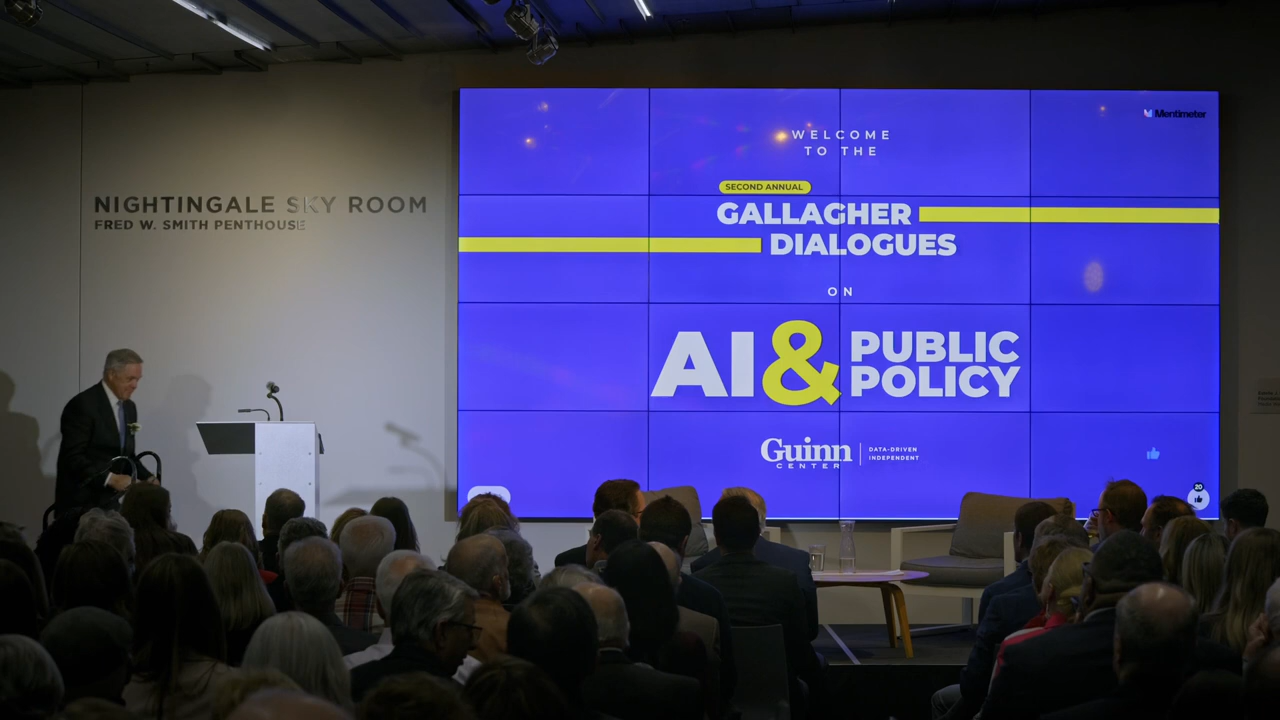 NIGHTINGALE SKY ROOM
FRED W. SMITH PENTHOUSE
Mentimeter
WELCOME
TO THE
SECOND ANNUAL
GALLAGHER
DIALOGUES
ON
AI & PUBLIC
POLICY
Guinn
CENTER
DATA-DRIVEN
INDEPENDENT
20